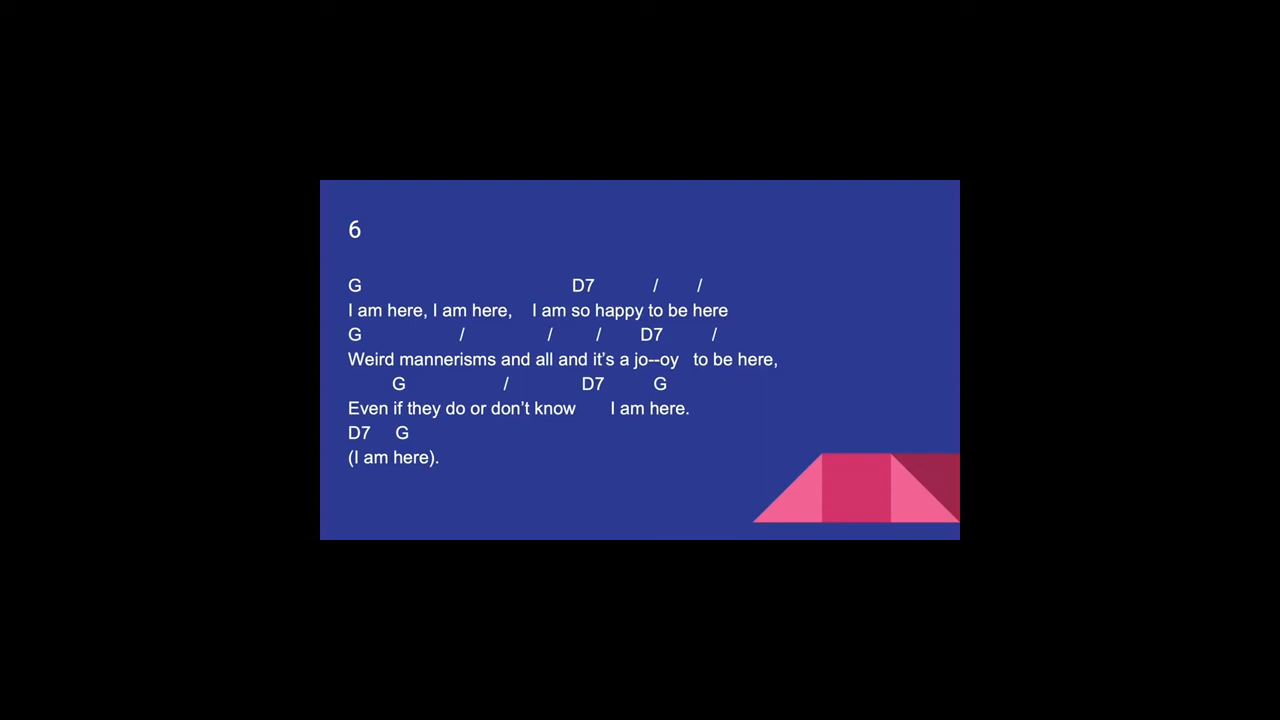 6
G D7 / /
I am here, I am here, I am so happy to be here
G / / / D7 /
Weird mannerisms and all and it's a jo--oy to be here,
G / D7 G
Even if they do or don't know I am here.
D7 G
(I am here).